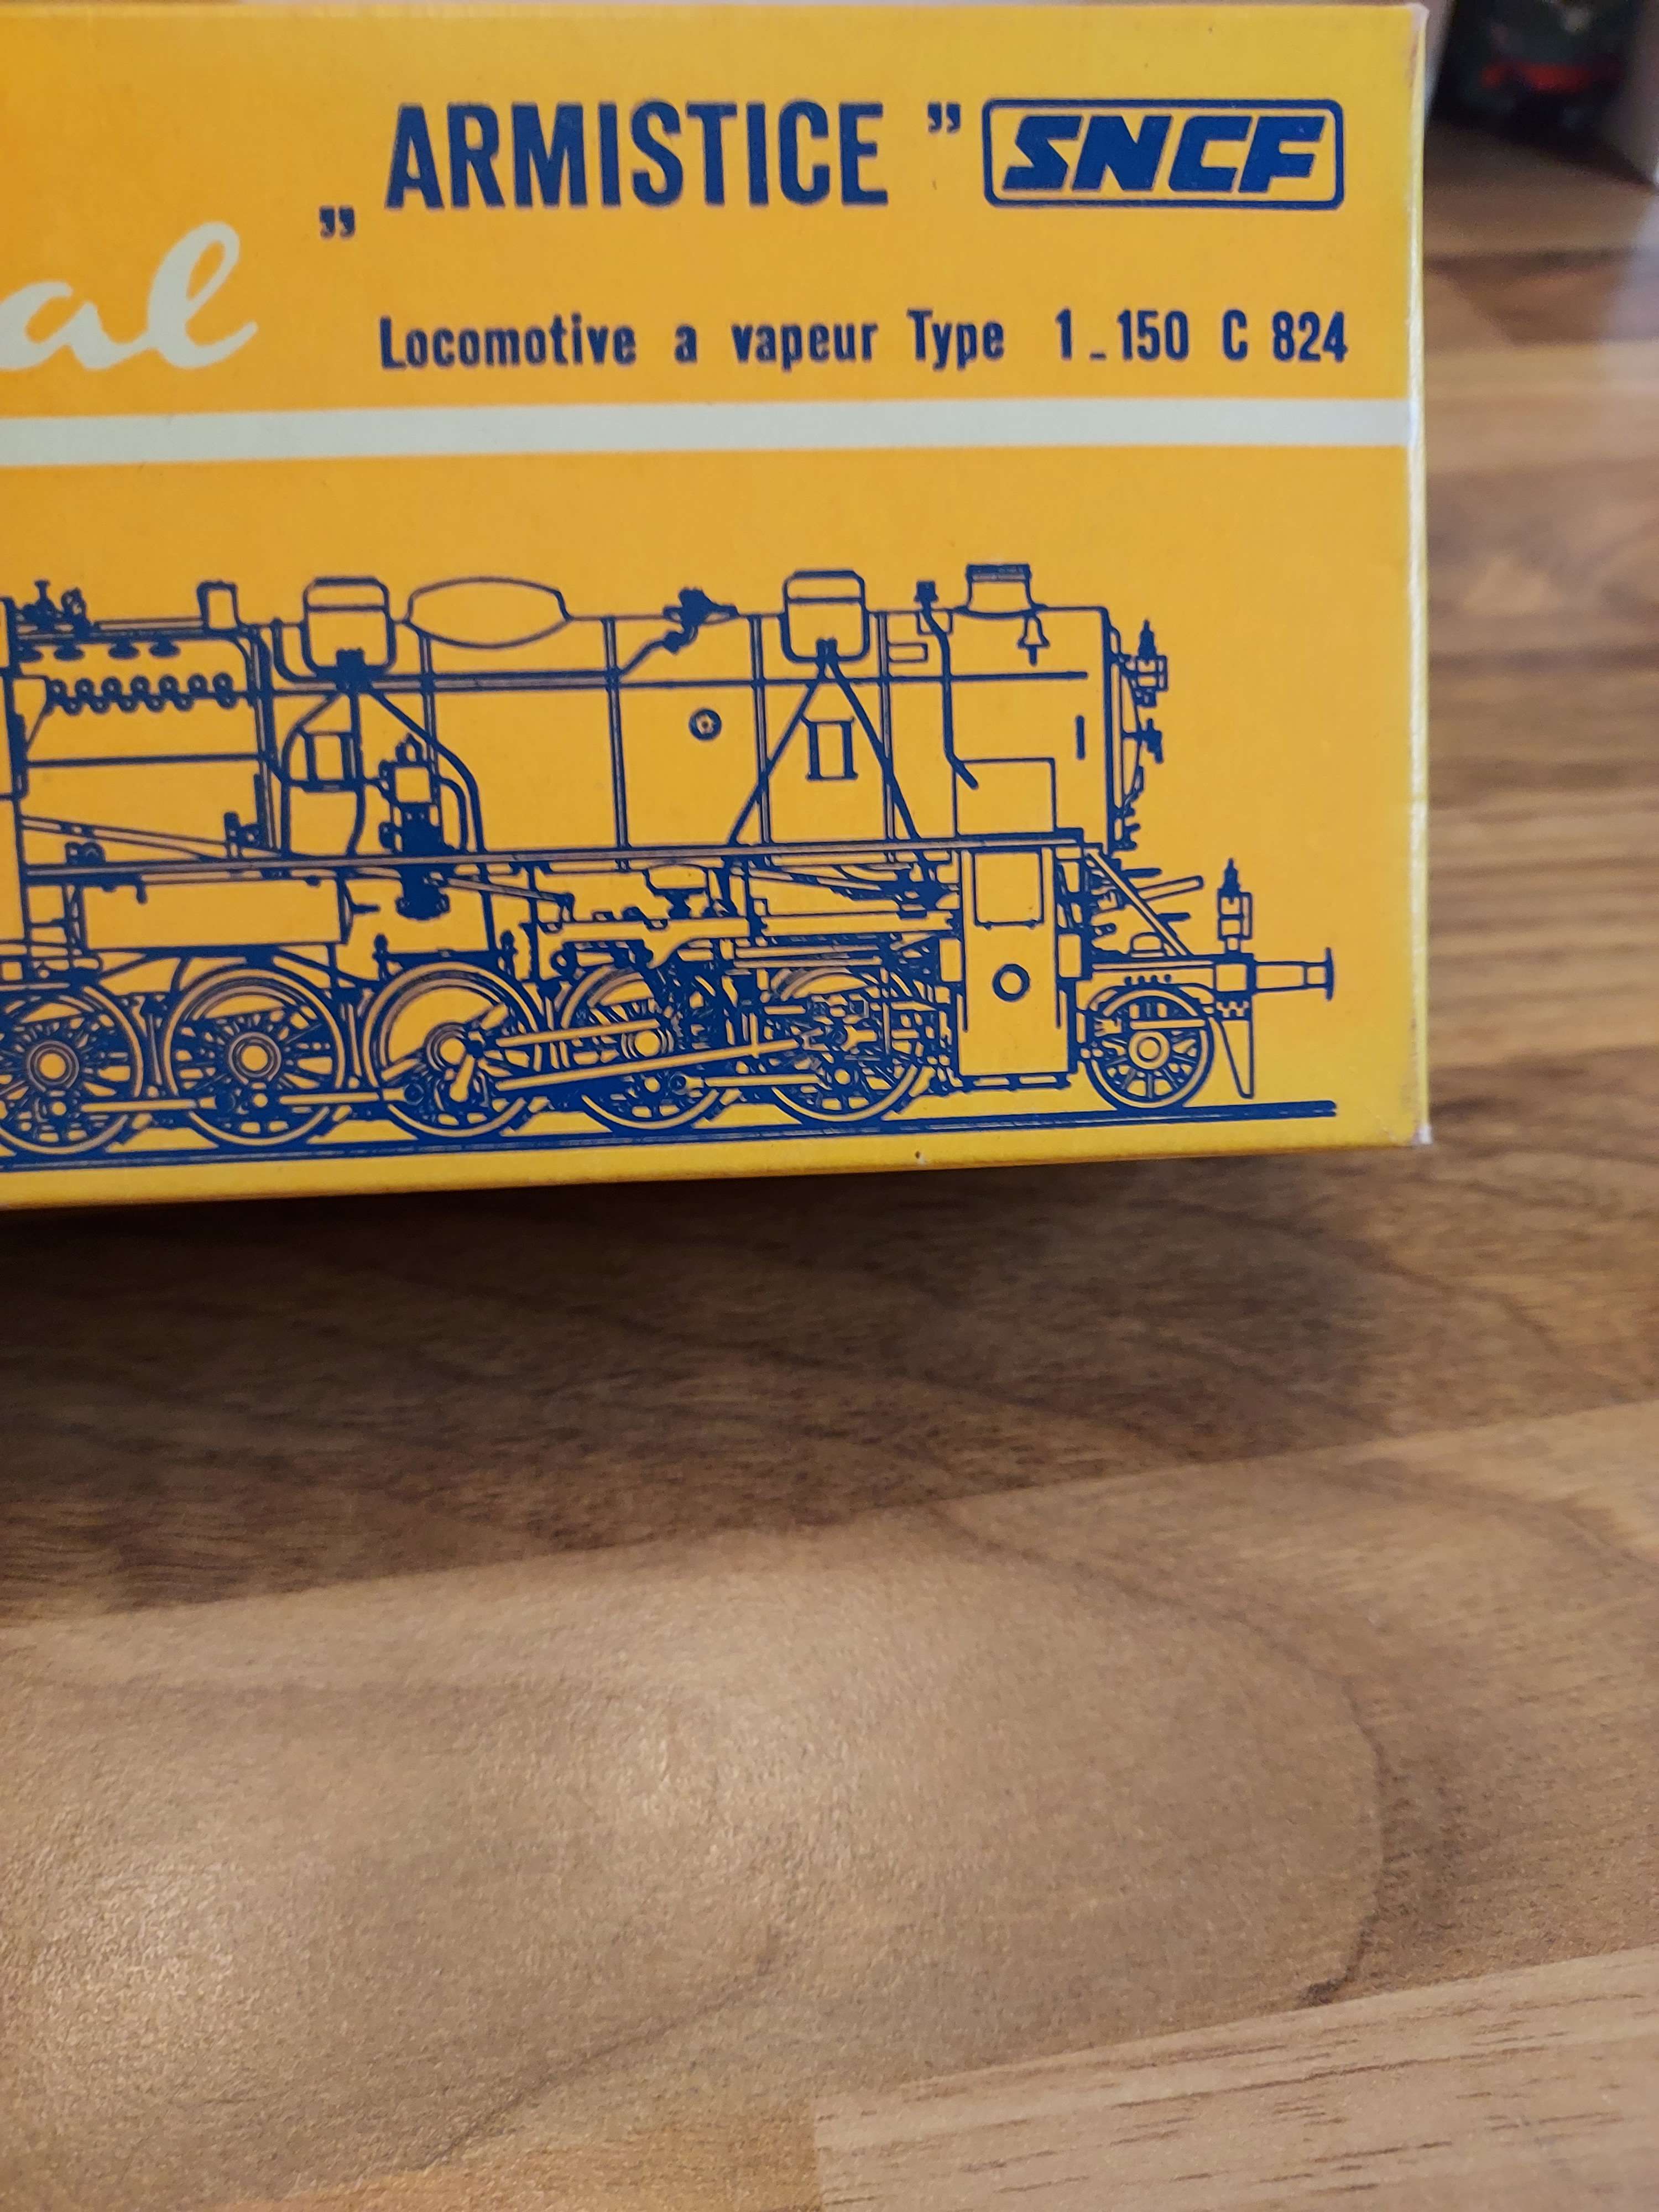 „ ARMISTICE ” SNCF
al
Locomotive a vapeur Type 1_150 C 824